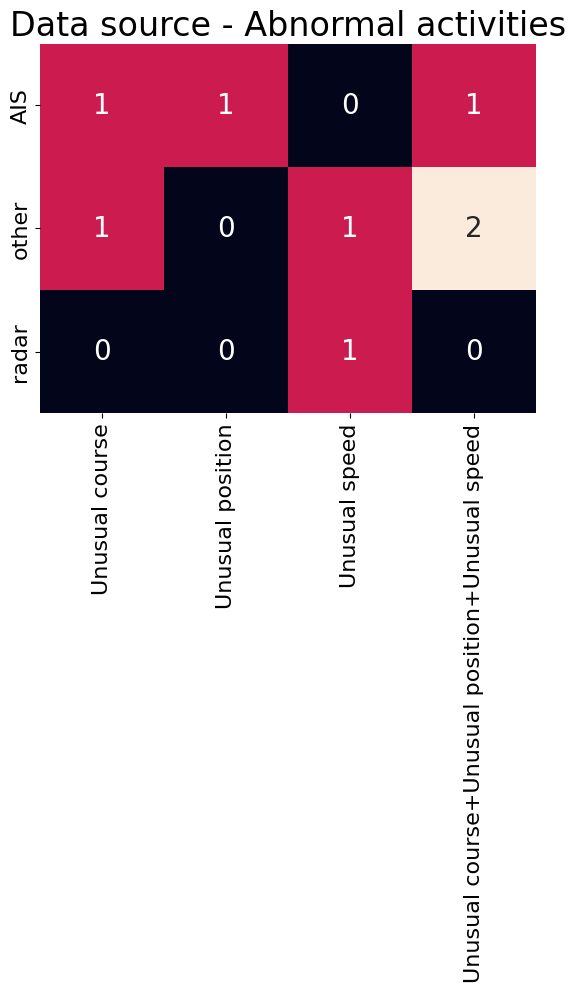 Data source - Abnormal activities
AIS
1
1
0
1
other
1
0
1
2
radar
0
0
1
0
Unusual course
Unusual position
Unusual speed
Unusual course+Unusual position+Unusual speed